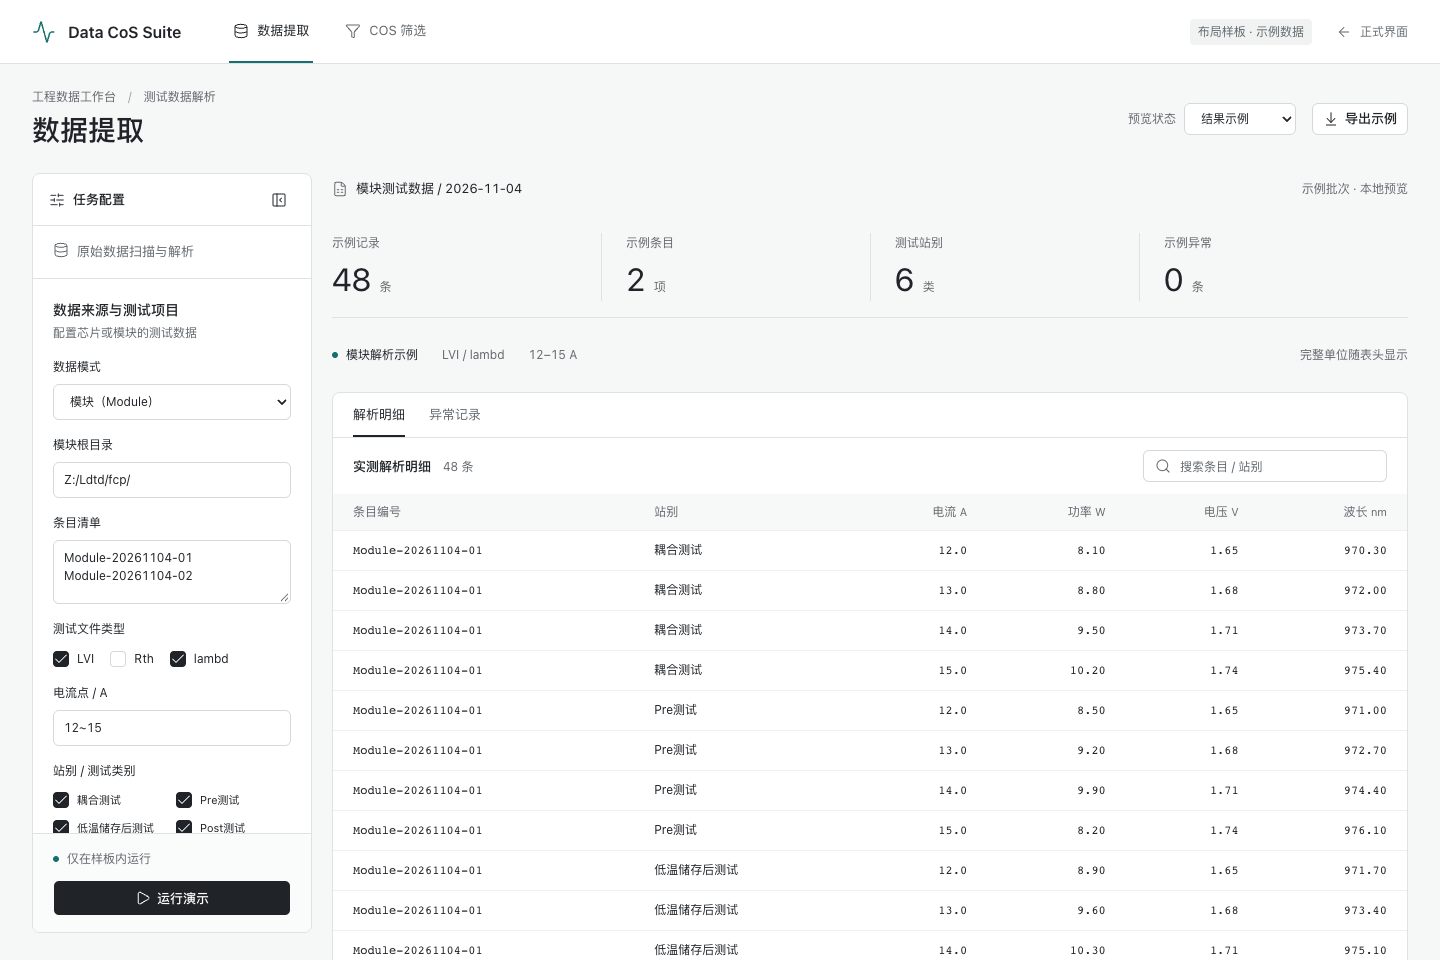 Data CoS Suite
数据提取
COS 筛选
布局样板 · 示例数据
正式界面
工程数据工作台 / 测试数据解析
数据提取
预览状态
结果示例
导出示例
任务配置
原始数据扫描与解析
数据来源与测试项目
配置芯片或模块的测试数据
数据模式
模块（Module）
模块根目录
Z:/Ldtd/fcp/
条目清单
Module-20261104-01
Module-20261104-02
测试文件类型
LVI Rth lambd
电流点 / A
12~15
站别 / 测试类别
耦合测试 Pre测试
低温储存后测试 Post测试
仅在样板内运行
运行演示
模块测试数据 / 2026-11-04
示例批次 · 本地预览
示例记录 示例条目 测试站别 示例异常
48 条 2 项 6 类 0 条
模块解析示例 LVI / lambd 12–15 A
完整单位随表头显示
解析明细 异常记录
实测解析明细 48 条
搜索条目 / 站别
条目编号 站别 电流 A 功率 W 电压 V 波长 nm
Module-20261104-01 耦合测试 12.0 8.10 1.65 970.30
Module-20261104-01 耦合测试 13.0 8.80 1.68 972.00
Module-20261104-01 耦合测试 14.0 9.50 1.71 973.70
Module-20261104-01 耦合测试 15.0 10.20 1.74 975.40
Module-20261104-01 Pre测试 12.0 8.50 1.65 971.00
Module-20261104-01 Pre测试 13.0 9.20 1.68 972.70
Module-20261104-01 Pre测试 14.0 9.90 1.71 974.40
Module-20261104-01 Pre测试 15.0 8.20 1.74 976.10
Module-20261104-01 低温储存后测试 12.0 8.90 1.65 971.70
Module-20261104-01 低温储存后测试 13.0 9.60 1.68 973.40
Module-20261104-01 低温储存后测试 14.0 10.30 1.71 975.10